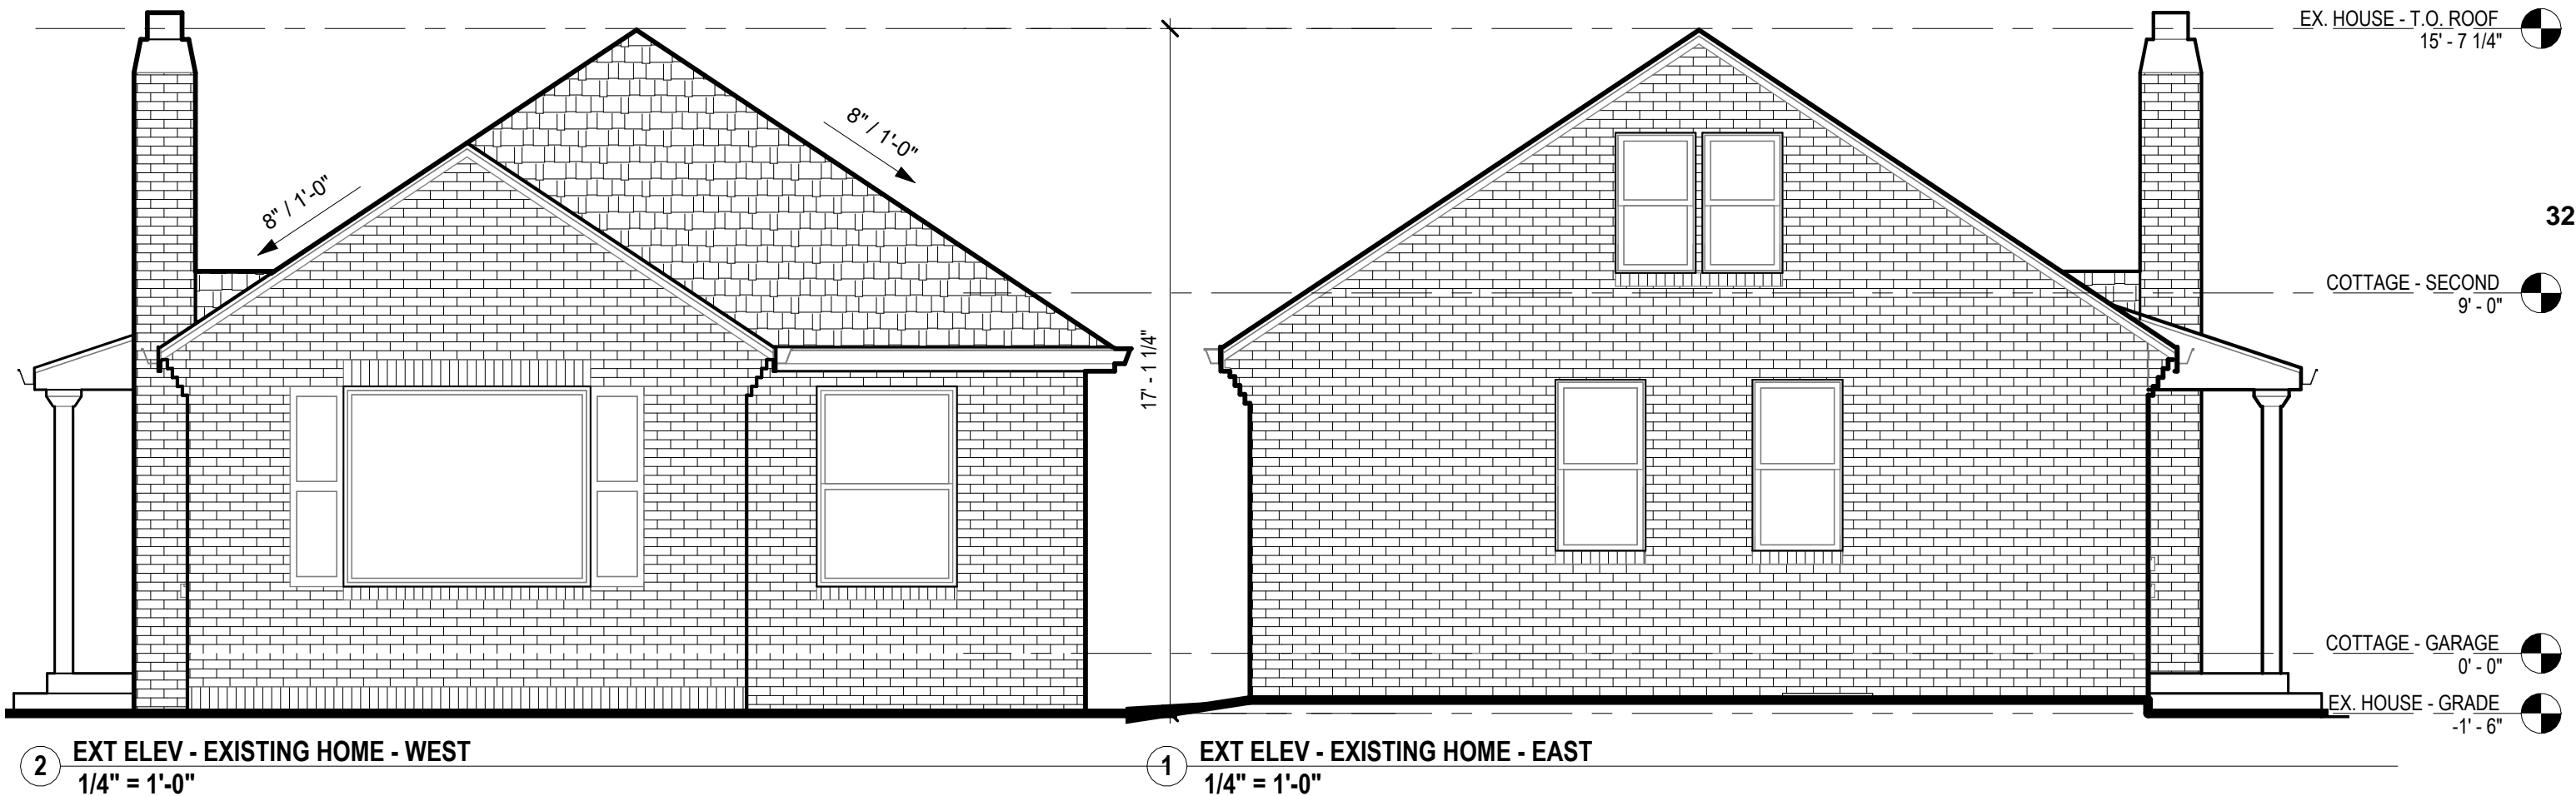 EX. HOUSE - T.O. ROOF
15' - 7 1/4"
8" / 1'-0"
8" / 1'-0"
32
COTTAGE - SECOND
9' - 0"
17' - 1 1/4"
COTTAGE - GARAGE
0' - 0"
EX. HOUSE - GRADE
-1' - 6"
2
EXT ELEV - EXISTING HOME - WEST
1/4" = 1'-0"
1
EXT ELEV - EXISTING HOME - EAST
1/4" = 1'-0"